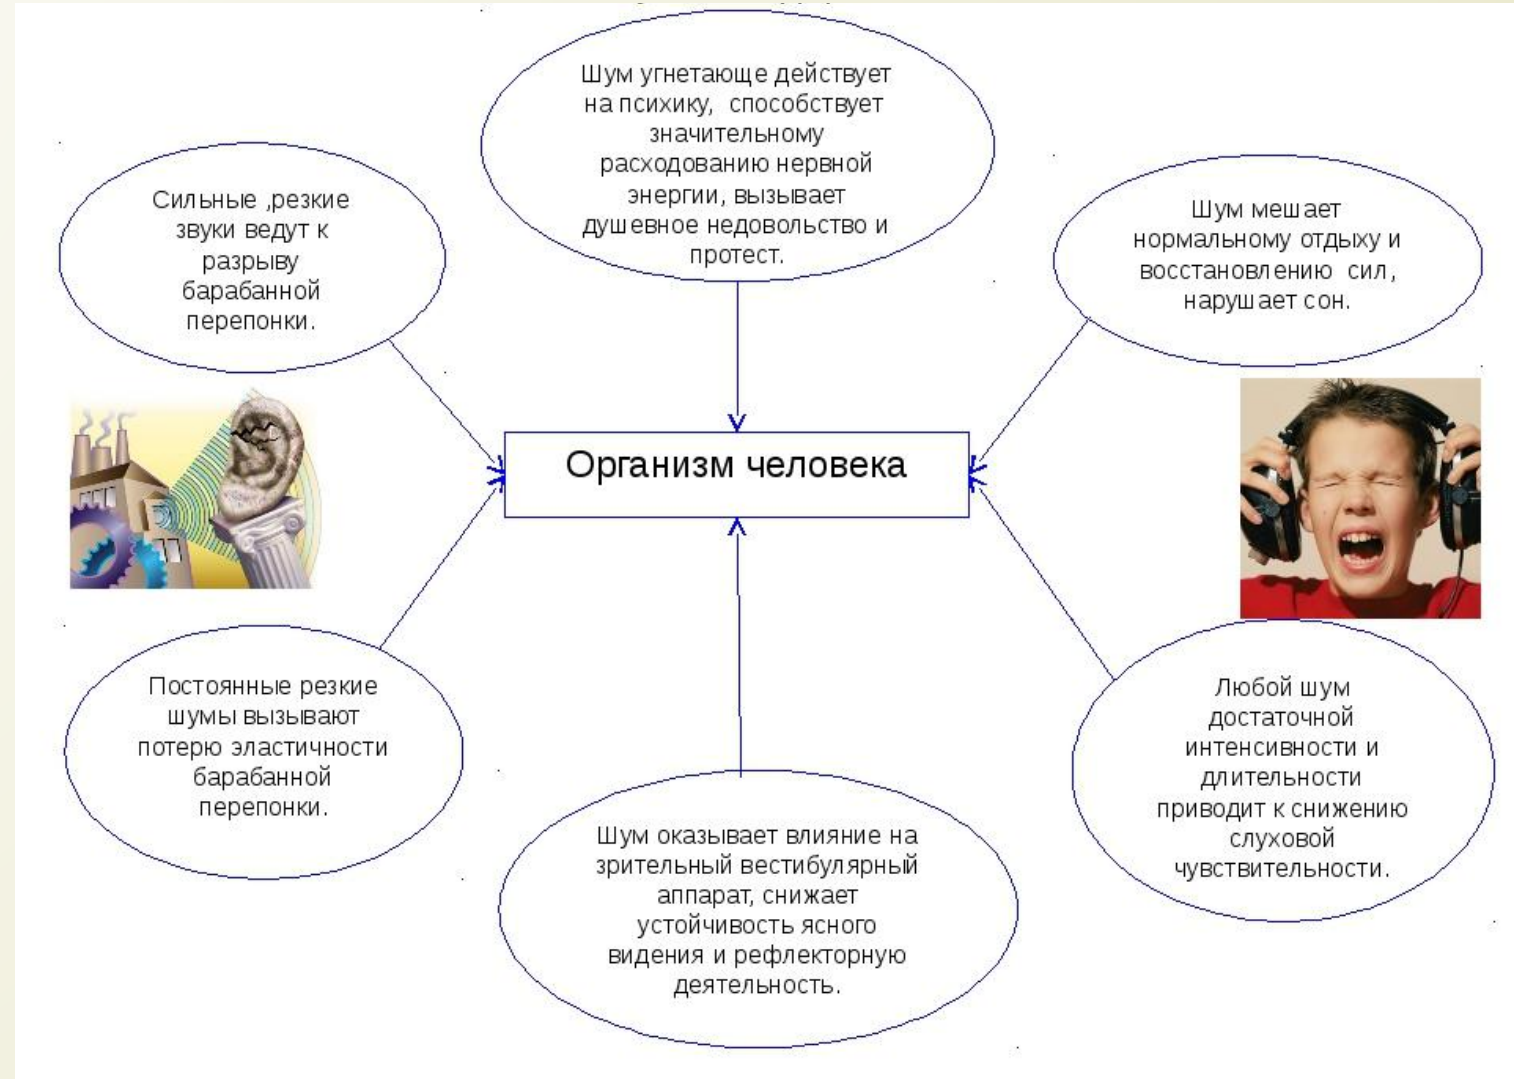 Шум угнетающе действует
на психику, способствует
значительному
расходованию нервной
энергии, вызывает
душевное недовольство и
протест.
Сильные ,резкие
звуки ведут к
разрыву
барабанной
перепонки.
Шум мешает
нормальному отдыху и
восстановлению сил,
нарушает сон.
Организм человека
Постоянные резкие
шумы вызывают
потерю эластичности
барабанной
перепонки.
Любой шум
достаточной
интенсивности и
длительности
приводит к снижению
слуховой
чувствительности.
Шум оказывает влияние на
зрительный вестибулярный
аппарат, снижает
устойчивость ясного
видения и рефлекторную
деятельность.